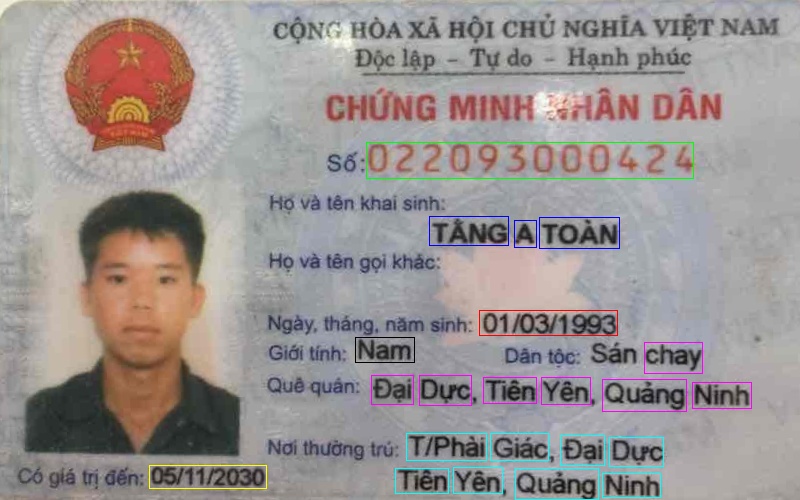 CỘNG HÒA XÃ HỘI CHỦ NGHĨA VIỆT NAM
Độc lập - Tự do - Hạnh phúc
CHỨNG MINH NHÂN DÂN
Số: 022093000424
Họ và tên khai sinh:
TẰNG A TOÀN
Họ và tên gọi khác:
Ngày, tháng, năm sinh: 01/03/1993
Giới tính: Nam Dân tộc: Sán chay
Quê quán: Đại Dực, Tiên Yên, Quảng Ninh
Nơi thường trú: T/Phài Giác, Đại Dực
Tiên Yên, Quảng Ninh
Có giá trị đến: 05/11/2030